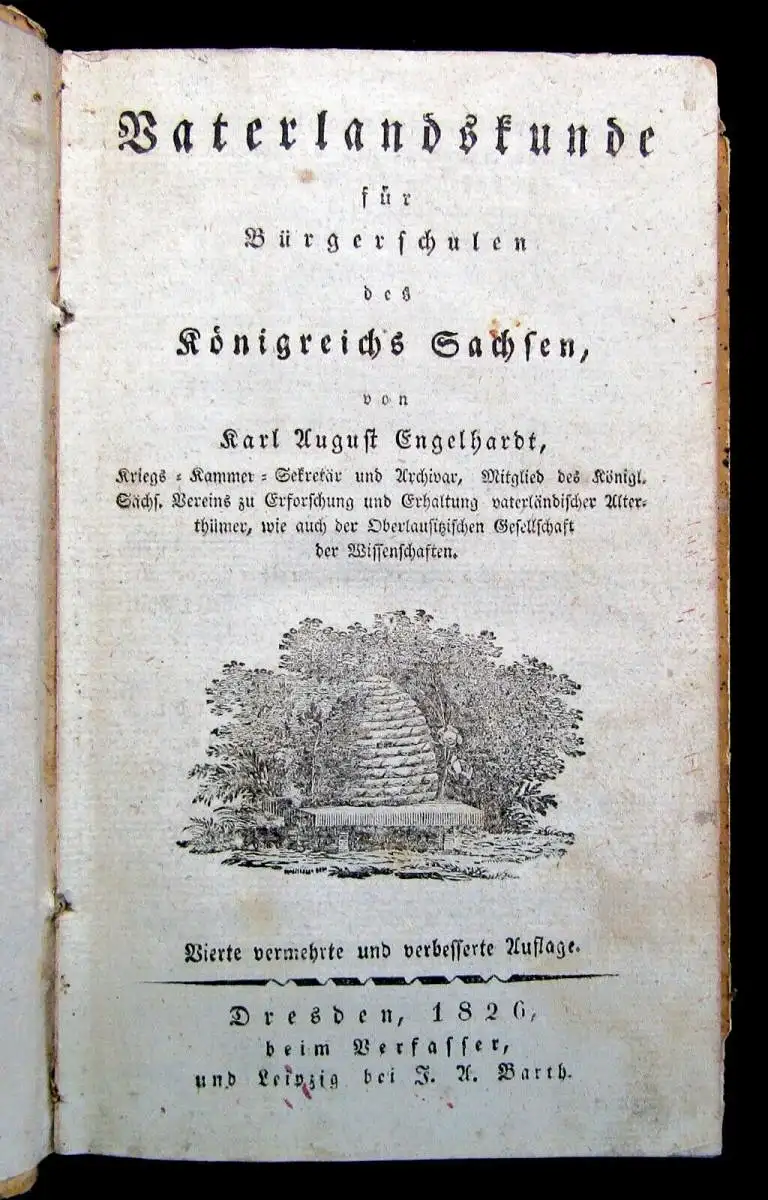 Vaterlandskunde
für
Bürgerschulen
des
Königreichs Sachsen,
von
Karl August Engelhardt,
Kriegs-Kammer-Sekretär und Archivar, Mitglied des Königl.
Sächs. Vereins zu Erforschung und Erhaltung vaterländischer Alter-
thümer, wie auch der Oberlausitzischen Gesellschaft
der Wissenschaften.
Vierte vermehrte und verbesserte Auflage.
Dresden, 1826,
beim Verfasser,
und Leipzig bei J. A. Barth.